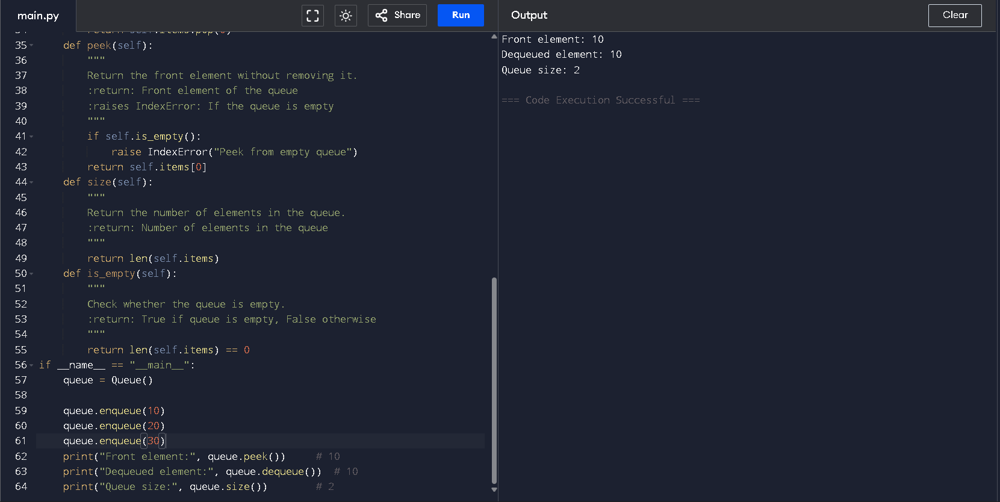 main.py
Share
Run
Output
Clear
34 return self.items.pop(0)
35 def peek(self):
36 """
37 Return the front element without removing it.
38 :return: Front element of the queue
39 :raises IndexError: If the queue is empty
40 """
41 if self.is_empty():
42 raise IndexError("Peek from empty queue")
43 return self.items[0]
44 def size(self):
45 """
46 Return the number of elements in the queue.
47 :return: Number of elements in the queue
48 """
49 return len(self.items)
50 def is_empty(self):
51 """
52 Check whether the queue is empty.
53 :return: True if queue is empty, False otherwise
54 """
55 return len(self.items) == 0
56 if __name__ == "__main__":
57 queue = Queue()
58
59 queue.enqueue(10)
60 queue.enqueue(20)
61 queue.enqueue(30)
62 print("Front element:", queue.peek()) # 10
63 print("Dequeued element:", queue.dequeue()) # 10
64 print("Queue size:", queue.size()) # 2
Front element: 10
Dequeued element: 10
Queue size: 2
=== Code Execution Successful ===